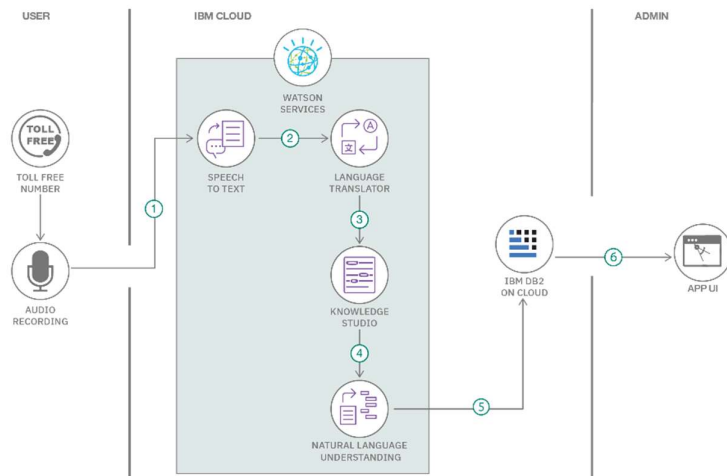 USER
IBM CLOUD
ADMIN
WATSON
SERVICES
TOLL
FREE
TOLL FREE
NUMBER
AUDIO
RECORDING
1
SPEECH
TO TEXT
2
A
文
LANGUAGE
TRANSLATOR
3
KNOWLEDGE
STUDIO
4
NATURAL LANGUAGE
UNDERSTANDING
5
IBM DB2
ON CLOUD
6
APP UI